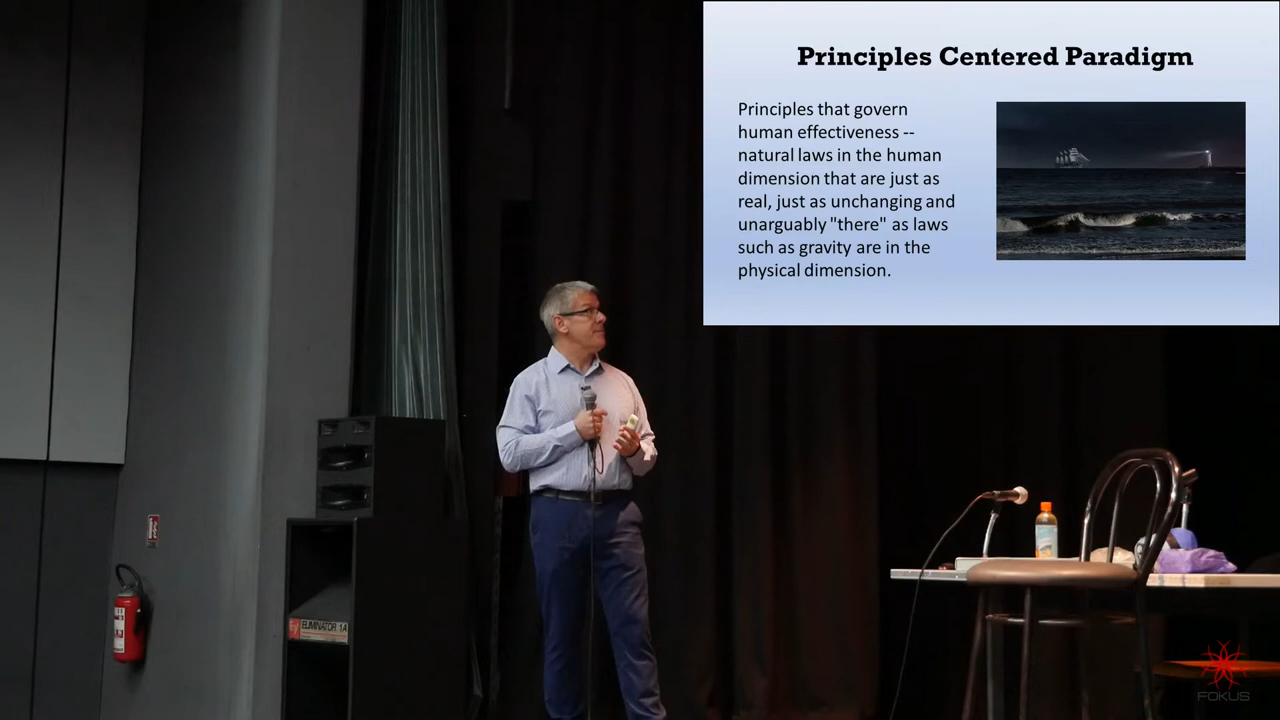 Principles Centered Paradigm
Principles that govern
human effectiveness --
natural laws in the human
dimension that are just as
real, just as unchanging and
unarguably "there" as laws
such as gravity are in the
physical dimension.
ELIMINATOR 1A
FOKUS